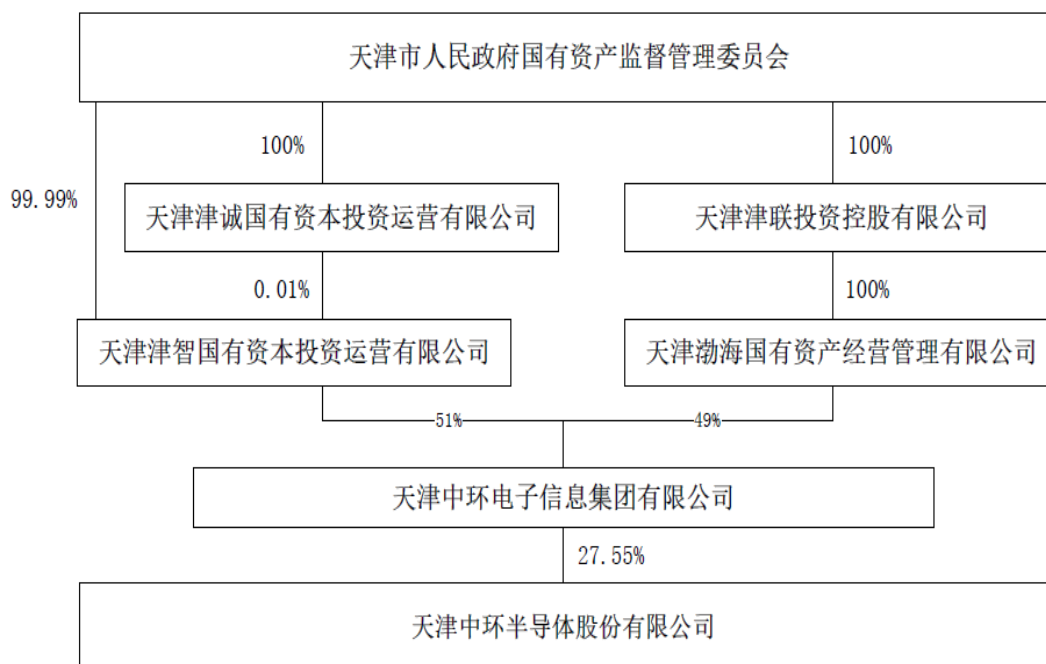 天津市人民政府国有资产监督管理委员会
100%
100%
99.99%
天津津诚国有资本投资运营有限公司
天津津联投资控股有限公司
0.01%
100%
天津津智国有资本投资运营有限公司
天津渤海国有资产经营管理有限公司
51%
49%
天津中环电子信息集团有限公司
27.55%
天津中环半导体股份有限公司